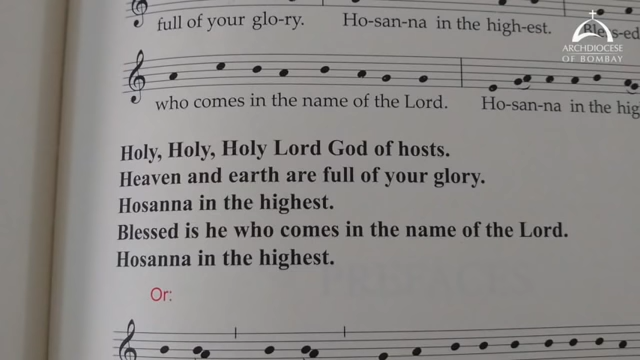 full of your glo-ry. Ho-san-na in the high-est. Bless-ed
ARCHDIOCESE
OF BOMBAY
who comes in the name of the Lord. Ho-san-na in the hig
Holy, Holy, Holy Lord God of hosts.
Heaven and earth are full of your glory.
Hosanna in the highest.
Blessed is he who comes in the name of the Lord.
Hosanna in the highest.
Or: